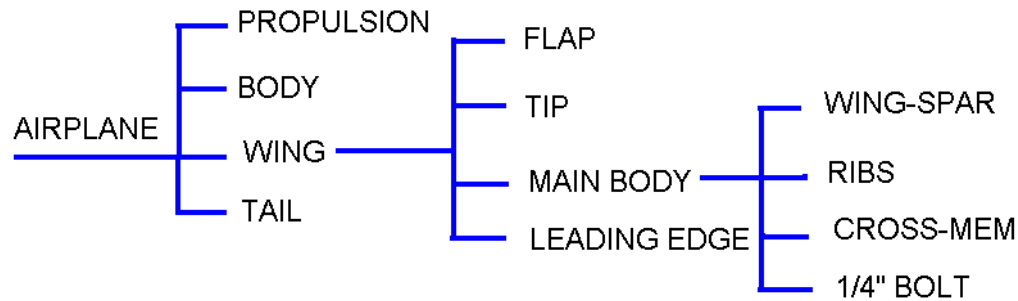 AIRPLANE
PROPULSION
BODY
WING
TAIL
FLAP
TIP
MAIN BODY
LEADING EDGE
WING-SPAR
RIBS
CROSS-MEM
1/4" BOLT